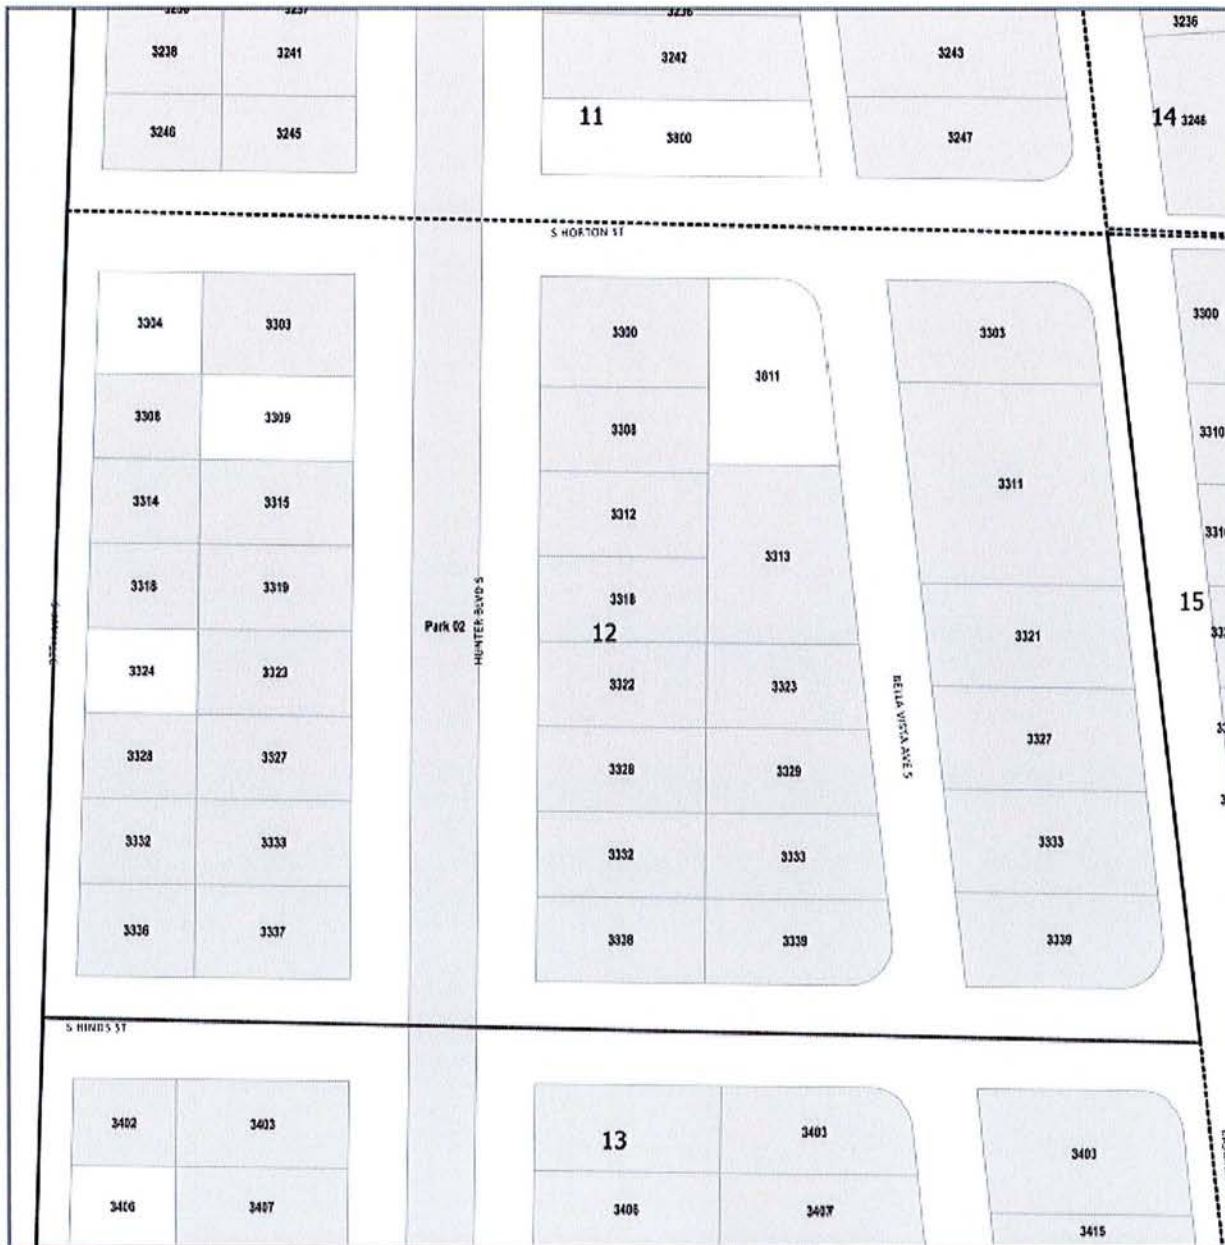 3236
3238 3241 3242 3243
11 14 3246
3246 3245 3300 3247
S HORTON ST
3304 3303 3300 3303 3300
3311
3308 3309 3308
3310
3314 3315 3312 3311
3313
3318 3319 3318
12 15
Park 02
HUNTER BLVD S
3324 3323 3322 3323 3321
BELLA VISTA AVE S
3328 3327 3328 3329 3327
3332 3333 3332 3333 3333
3336 3337 3338 3339 3339
S HINDS ST
3402 3403 13 3403 3403
3406 3407 3407
3415